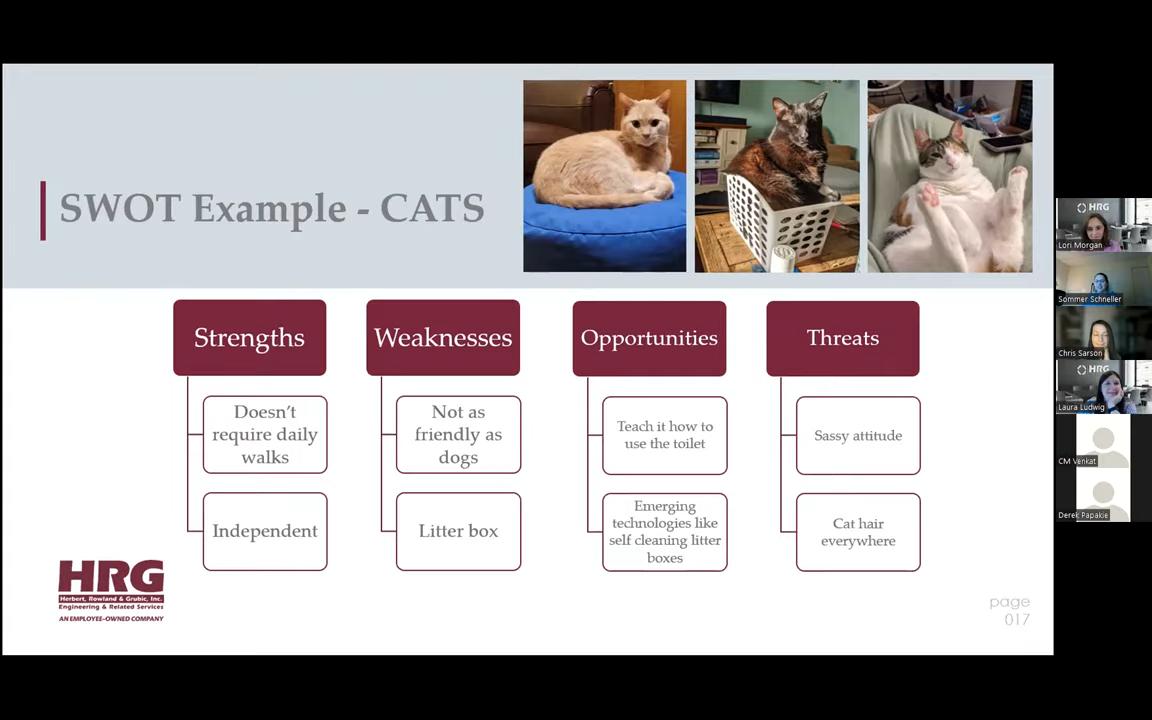 SWOT Example - CATS
Strengths
Doesn't
require daily
walks
Independent
Weaknesses
Not as
friendly as
dogs
Litter box
Opportunities
Teach it how to
use the toilet
Emerging
technologies like
self cleaning litter
boxes
Threats
Sassy attitude
Cat hair
everywhere
HRG
Herbert, Rowland & Grubic, Inc.
Engineering & Related Services
AN EMPLOYEE-OWNED COMPANY
page
017
HRG
Lori Morgan
Sommer Schneller
Chris Sarson
HRG
Laura Ludwig
CM Venkat
Derek Papakie